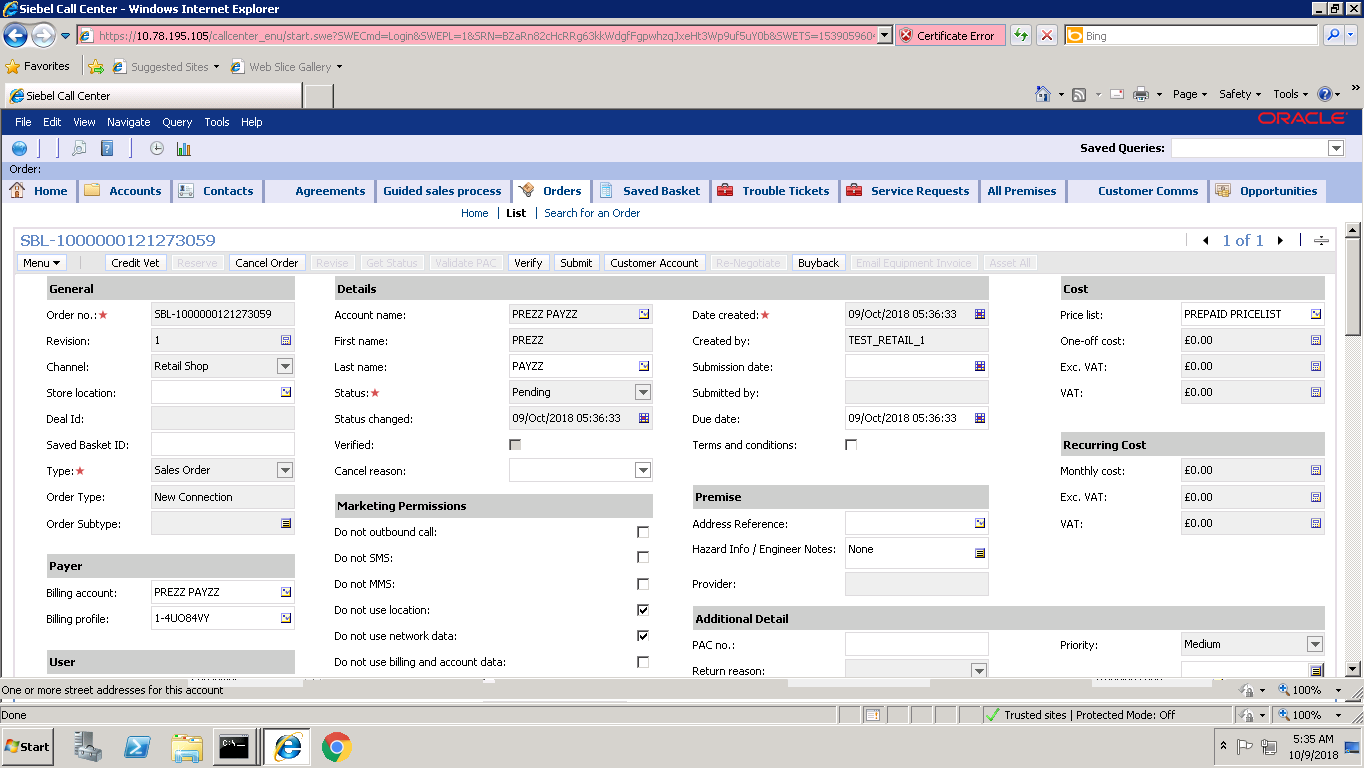 Siebel Call Center - Windows Internet Explorer
https://10.78.195.105/callcenter_enu/start.swe?SWECmd=Login&SWEPL=1&SRN=BZaRn82cHcRRg63kkWdgfFgpwhzqJxeHt3Wp9uf5uY0b&SWETS=153905960 Certificate Error Bing
Favorites Suggested Sites Web Slice Gallery
Siebel Call Center Page Safety Tools
File Edit View Navigate Query Tools Help ORACLE
Saved Queries:
Order:
Home Accounts Contacts Agreements Guided sales process Orders Saved Basket Trouble Tickets Service Requests All Premises Customer Comms Opportunities
Home List Search for an Order
SBL-1000000121273059 1 of 1
Menu Credit Vet Reserve Cancel Order Revise Get Status Validate PAC Verify Submit Customer Account Re-Negotiate Buyback Email Equipment Invoice Asset All
General Details Cost
Order no.: SBL-1000000121273059 Account name: PREZZ PAYZZ Date created: 09/Oct/2018 05:36:33 Price list: PREPAID PRICELIST
Revision: 1 First name: PREZZ Created by: TEST_RETAIL_1 One-off cost: £0.00
Channel: Retail Shop Last name: PAYZZ Submission date: Exc. VAT: £0.00
Store location: Status: Pending Submitted by: VAT: £0.00
Deal Id: Status changed: 09/Oct/2018 05:36:33 Due date: 09/Oct/2018 05:36:33
Saved Basket ID: Verified: Terms and conditions: Recurring Cost
Type: Sales Order Cancel reason: Monthly cost: £0.00
Order Type: New Connection Marketing Permissions Premise Exc. VAT: £0.00
Order Subtype: Do not outbound call: Address Reference: VAT: £0.00
Do not SMS: Hazard Info / Engineer Notes: None
Payer
Billing account: PREZZ PAYZZ Do not MMS: Provider:
Billing profile: 1-4UO84VY Do not use location: Additional Detail
Do not use network data: PAC no.: Priority: Medium
User Do not use billing and account data: Return reason:
One or more street addresses for this account 100%
Done Trusted sites | Protected Mode: Off 100%
Start 5:35 AM
10/9/2018